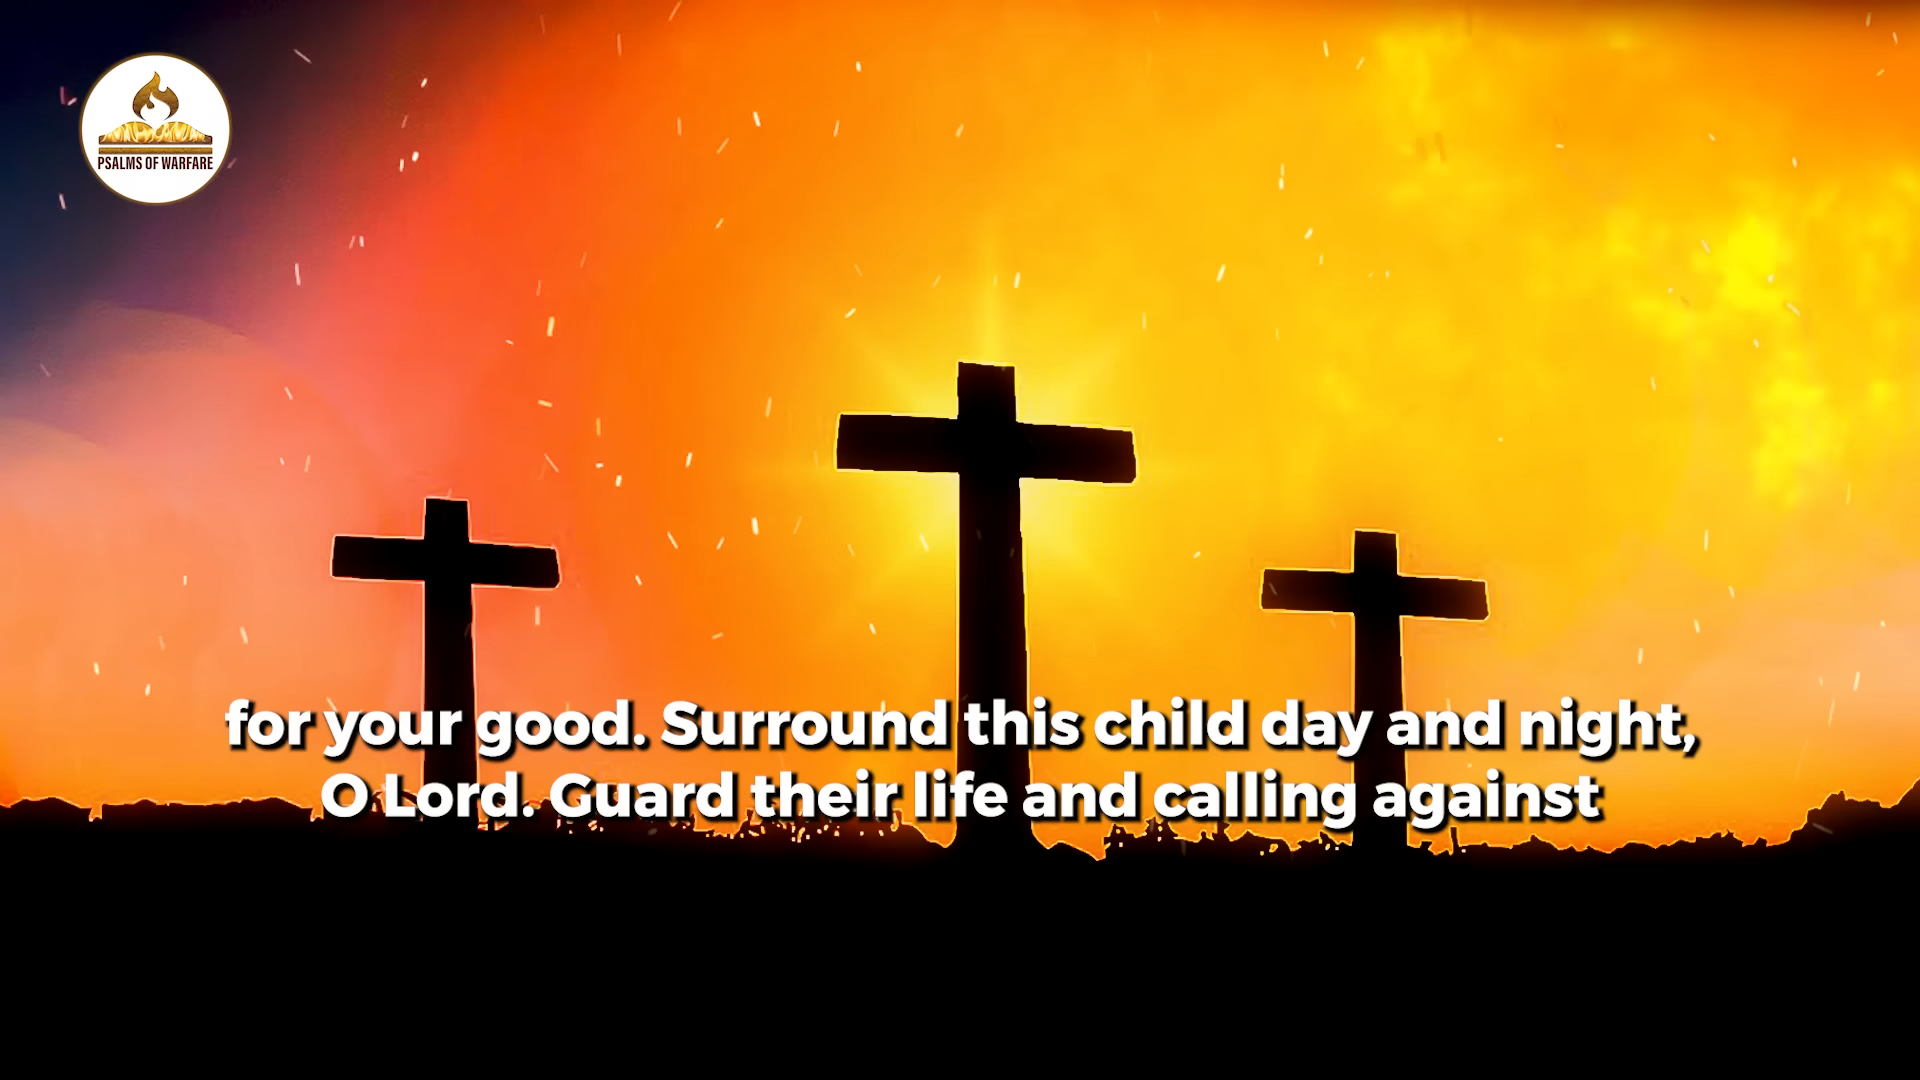 PSALMS OF WARFARE
for your good. Surround this child day and night,
O Lord. Guard their life and calling against